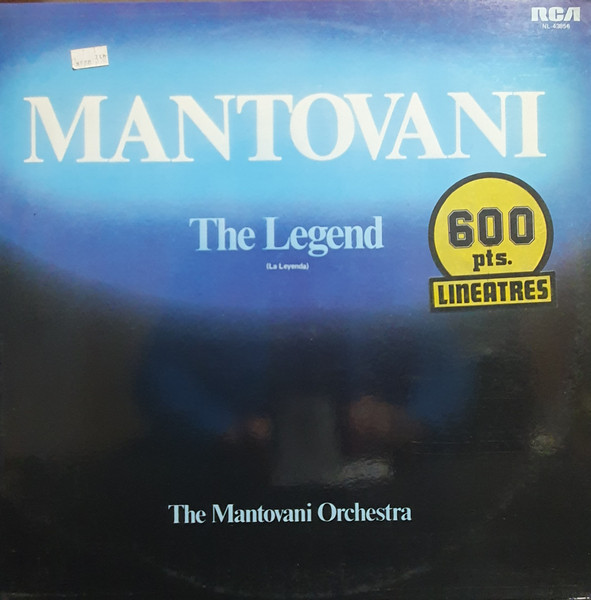 RCA
MANTOVANI
The Legend
(La Leyenda)
600
pts.
LINEATRES
The Mantovani Orchestra